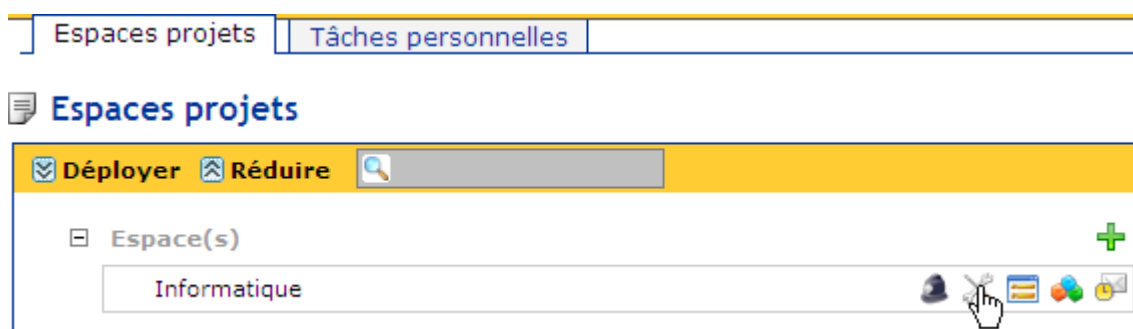 Espaces projets Tâches personnelles
Espaces projets
Déployer Réduire
Espace(s)
Informatique